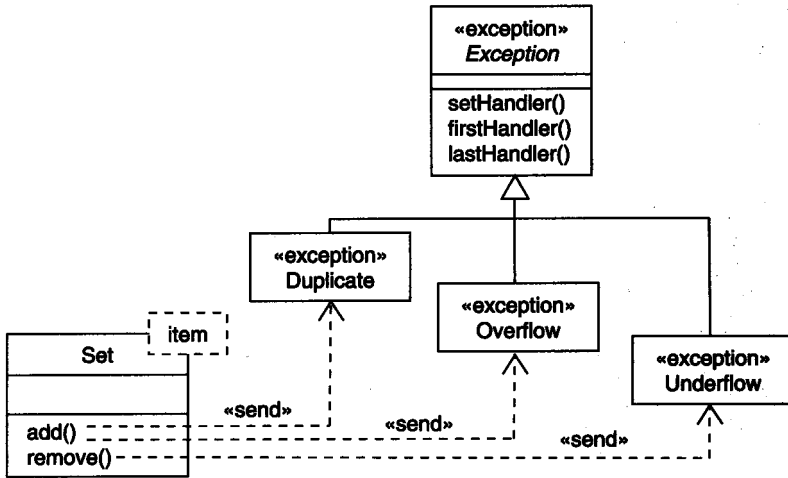 «exception»
Exception
setHandler()
firstHandler()
lastHandler()
«exception»
Duplicate
«exception»
Overflow
«exception»
Underflow
item
Set
add()
remove()
«send»
«send»
«send»